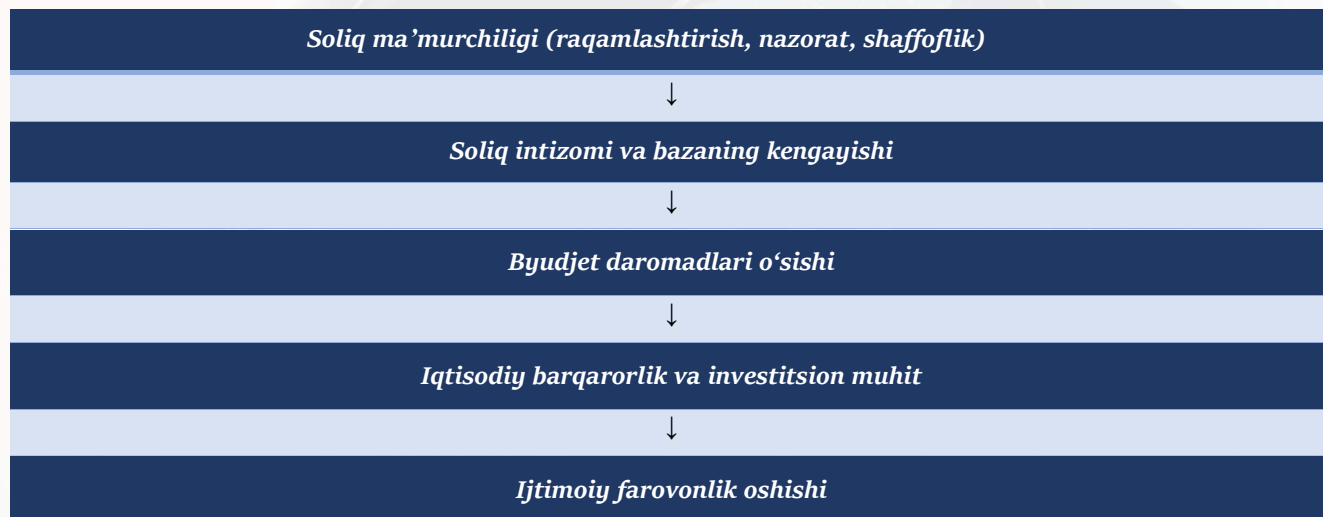 Soliq ma’murchiligi (raqamlashtirish, nazorat, shaffoflik)
↓
Soliq intizomi va bazaning kengayishi
↓
Byudjet daromadlari o‘sishi
↓
Iqtisodiy barqarorlik va investitsion muhit
↓
Ijtimoiy farovonlik oshishi